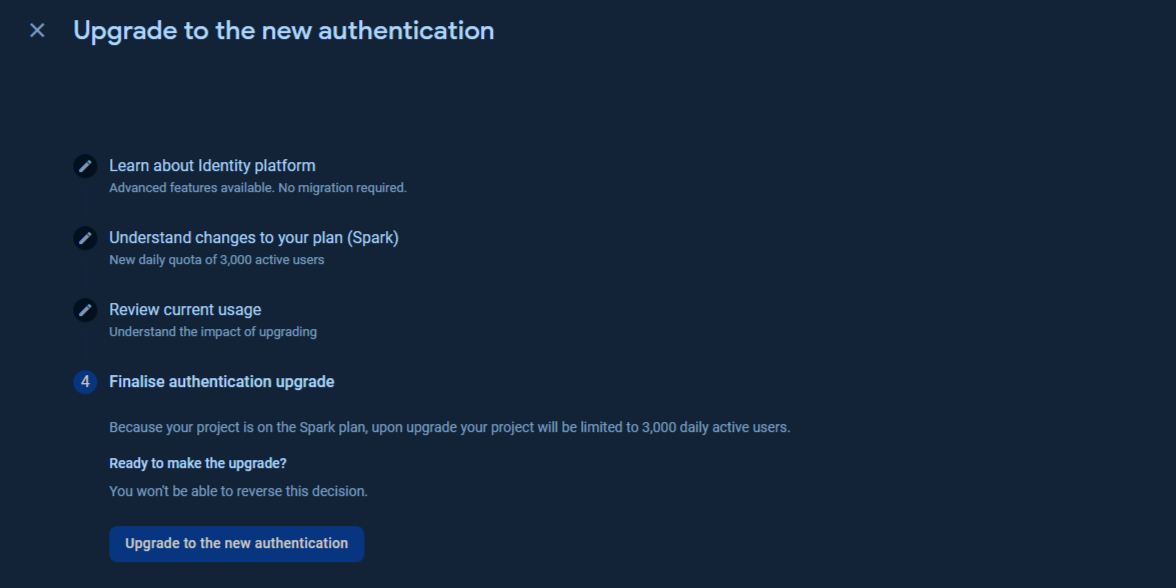 Upgrade to the new authentication
Learn about Identity platform
Advanced features available. No migration required.
Understand changes to your plan (Spark)
New daily quota of 3,000 active users
Review current usage
Understand the impact of upgrading
4 Finalise authentication upgrade
Because your project is on the Spark plan, upon upgrade your project will be limited to 3,000 daily active users.
Ready to make the upgrade?
You won't be able to reverse this decision.
Upgrade to the new authentication